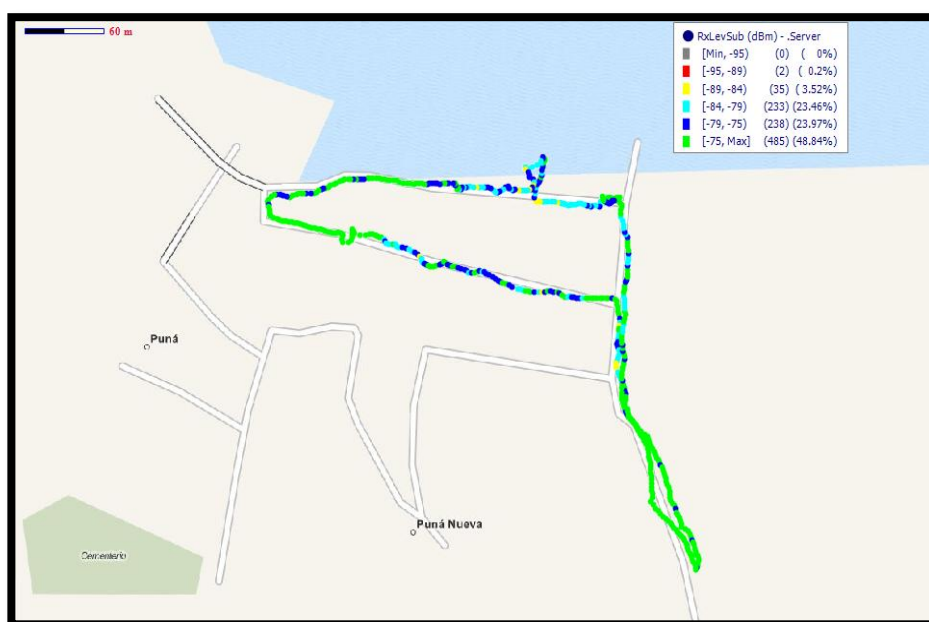 60 m
RxLevSub (dBm) - .Server
[Min, -95) (0) ( 0%)
[-95, -89) (2) ( 0.2%)
[-89, -84) (35) ( 3.52%)
[-84, -79) (233) (23.46%)
[-79, -75) (238) (23.97%)
[-75, Max] (485) (48.84%)
Puná
Puná Nueva
Cementerio